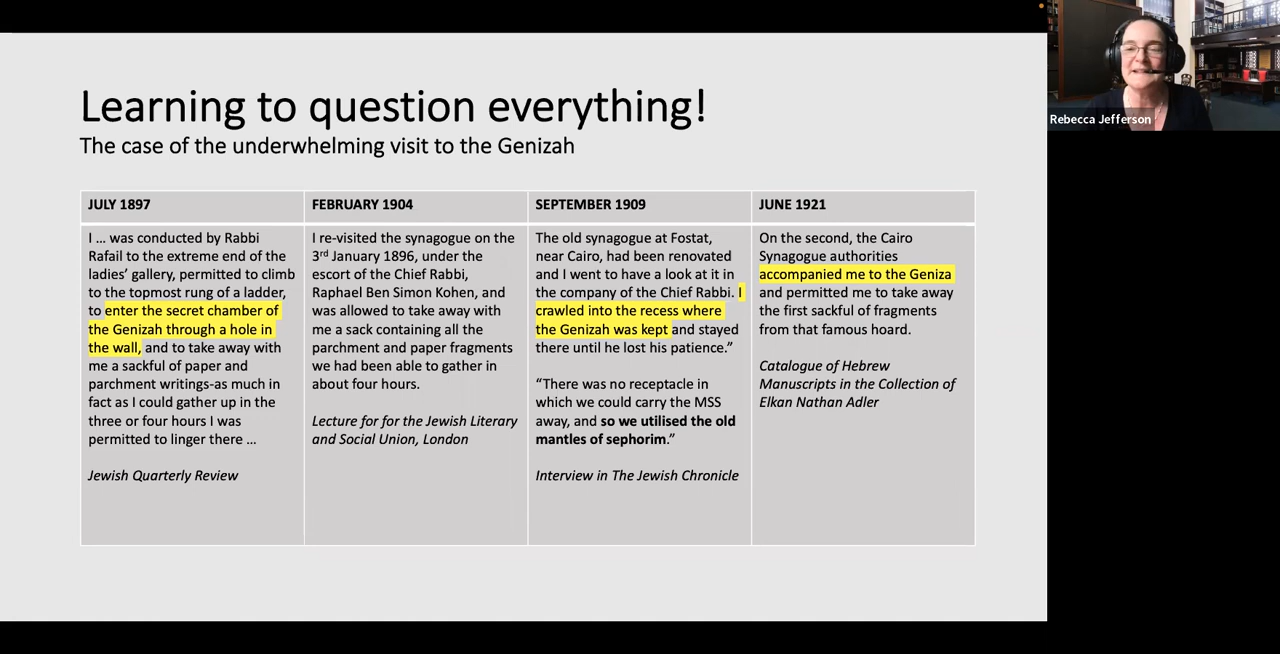 Learning to question everything!
The case of the underwhelming visit to the Genizah
JULY 1897
I ... was conducted by Rabbi
Rafail to the extreme end of the
ladies’ gallery, permitted to climb
to the topmost rung of a ladder,
to enter the secret chamber of
the Genizah through a hole in
the wall, and to take away with
me a sackful of paper and
parchment writings-as much in
fact as I could gather up in the
three or four hours I was
permitted to linger there ...
Jewish Quarterly Review
FEBRUARY 1904
I re-visited the synagogue on the
3rd January 1896, under the
escort of the Chief Rabbi,
Raphael Ben Simon Kohen, and
was allowed to take away with
me a sack containing all the
parchment and paper fragments
we had been able to gather in
about four hours.
Lecture for for the Jewish Literary
and Social Union, London
SEPTEMBER 1909
The old synagogue at Fostat,
near Cairo, had been renovated
and I went to have a look at it in
the company of the Chief Rabbi. I
crawled into the recess where
the Genizah was kept and stayed
there until he lost his patience.”
“There was no receptacle in
which we could carry the MSS
away, and so we utilised the old
mantles of sephorim.”
Interview in The Jewish Chronicle
JUNE 1921
On the second, the Cairo
Synagogue authorities
accompanied me to the Geniza
and permitted me to take away
the first sackful of fragments
from that famous hoard.
Catalogue of Hebrew
Manuscripts in the Collection of
Elkan Nathan Adler
Rebecca Jefferson